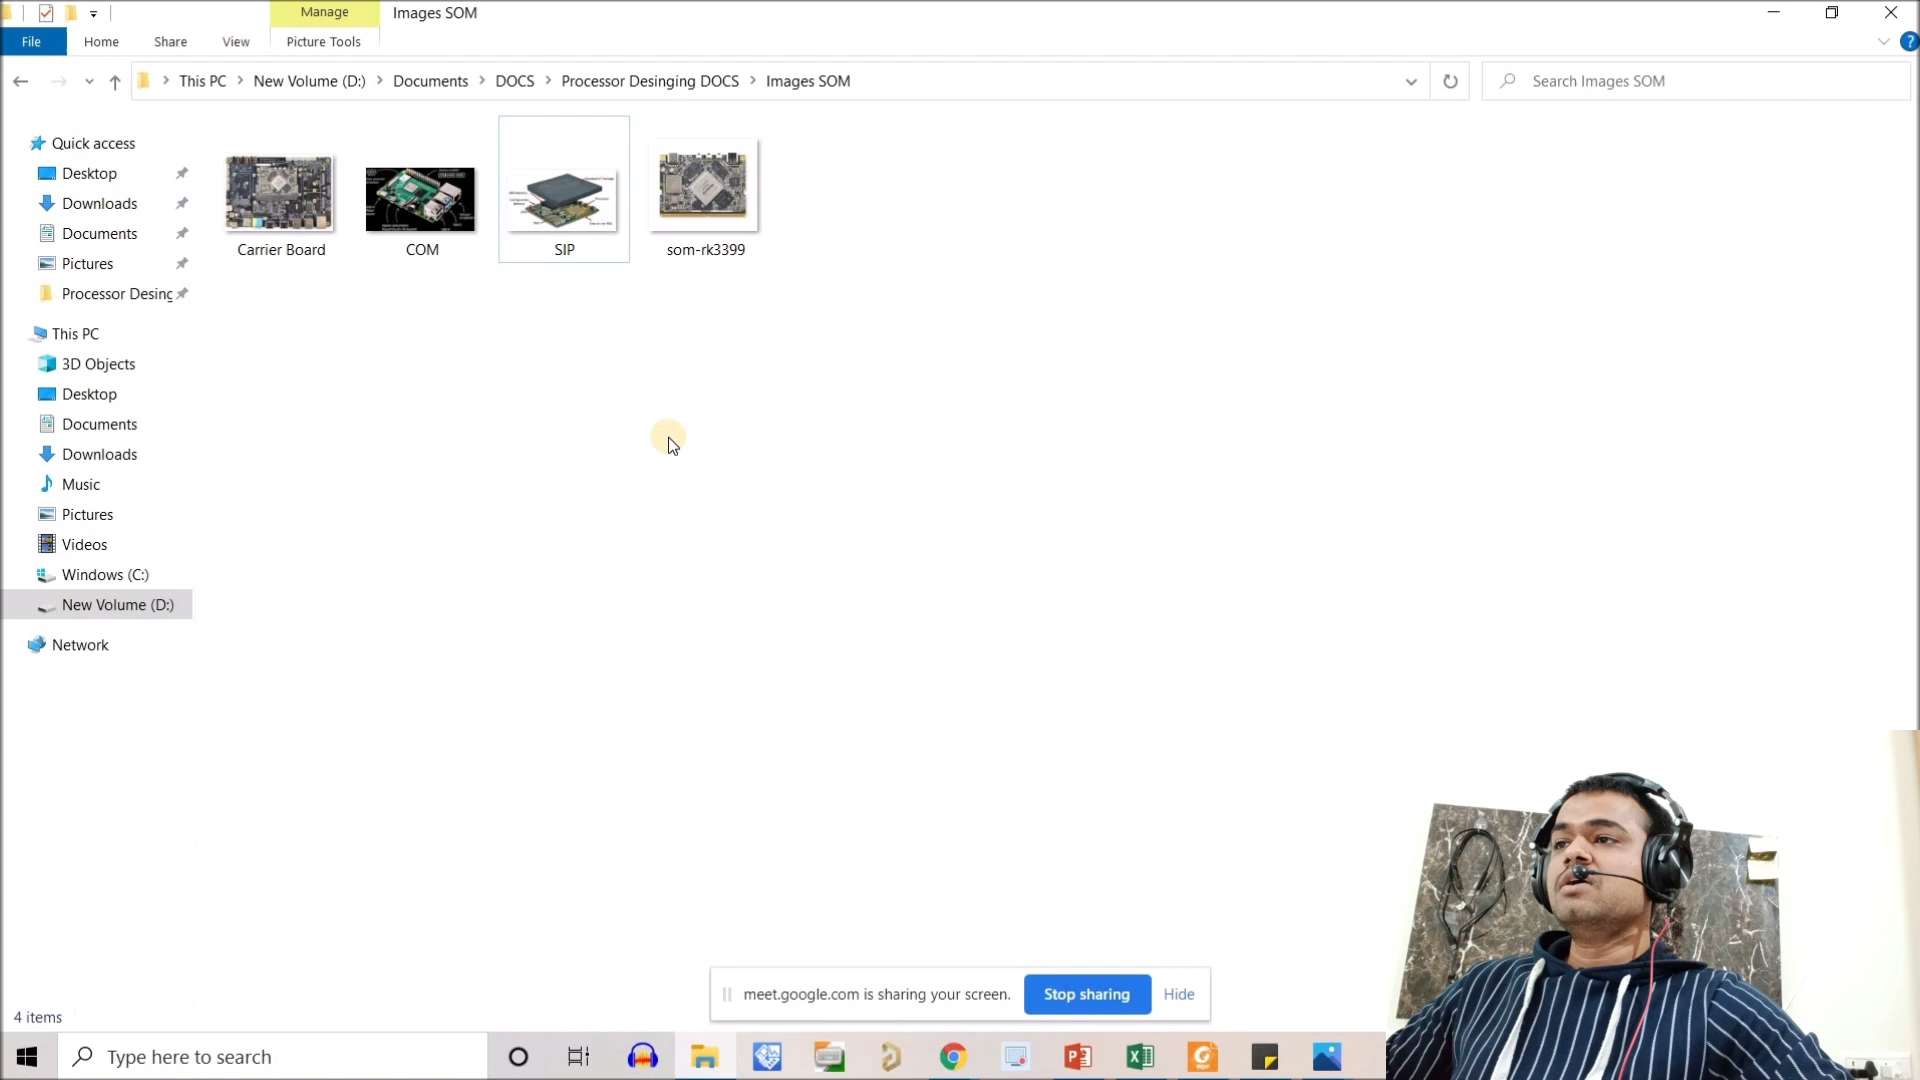 Manage
Images SOM
File
Home
Share
View
Picture Tools
?
This PC
New Volume (D:)
Documents
DOCS
Processor Desinging DOCS
Images SOM
Search Images SOM
Quick access
Desktop
Downloads
Documents
Pictures
Processor Desing
This PC
3D Objects
Desktop
Documents
Downloads
Music
Pictures
Videos
Windows (C:)
New Volume (D:)
Network
Carrier Board
COM
SIP
som-rk3399
meet.google.com is sharing your screen.
Stop sharing
Hide
4 items
Type here to search